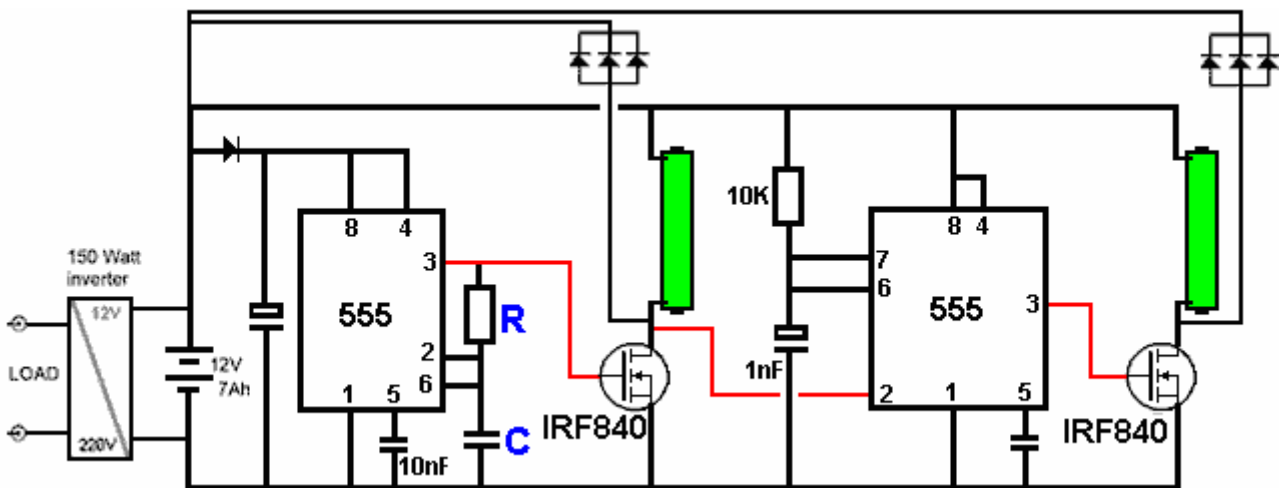 150 Watt
inverter
12V
LOAD
220V
12V
7Ah
8 4
3
555
R
2
6
1 5
10nF
C
IRF840
10K
1nF
8 4
7
6
555
3
2
1 5
IRF840